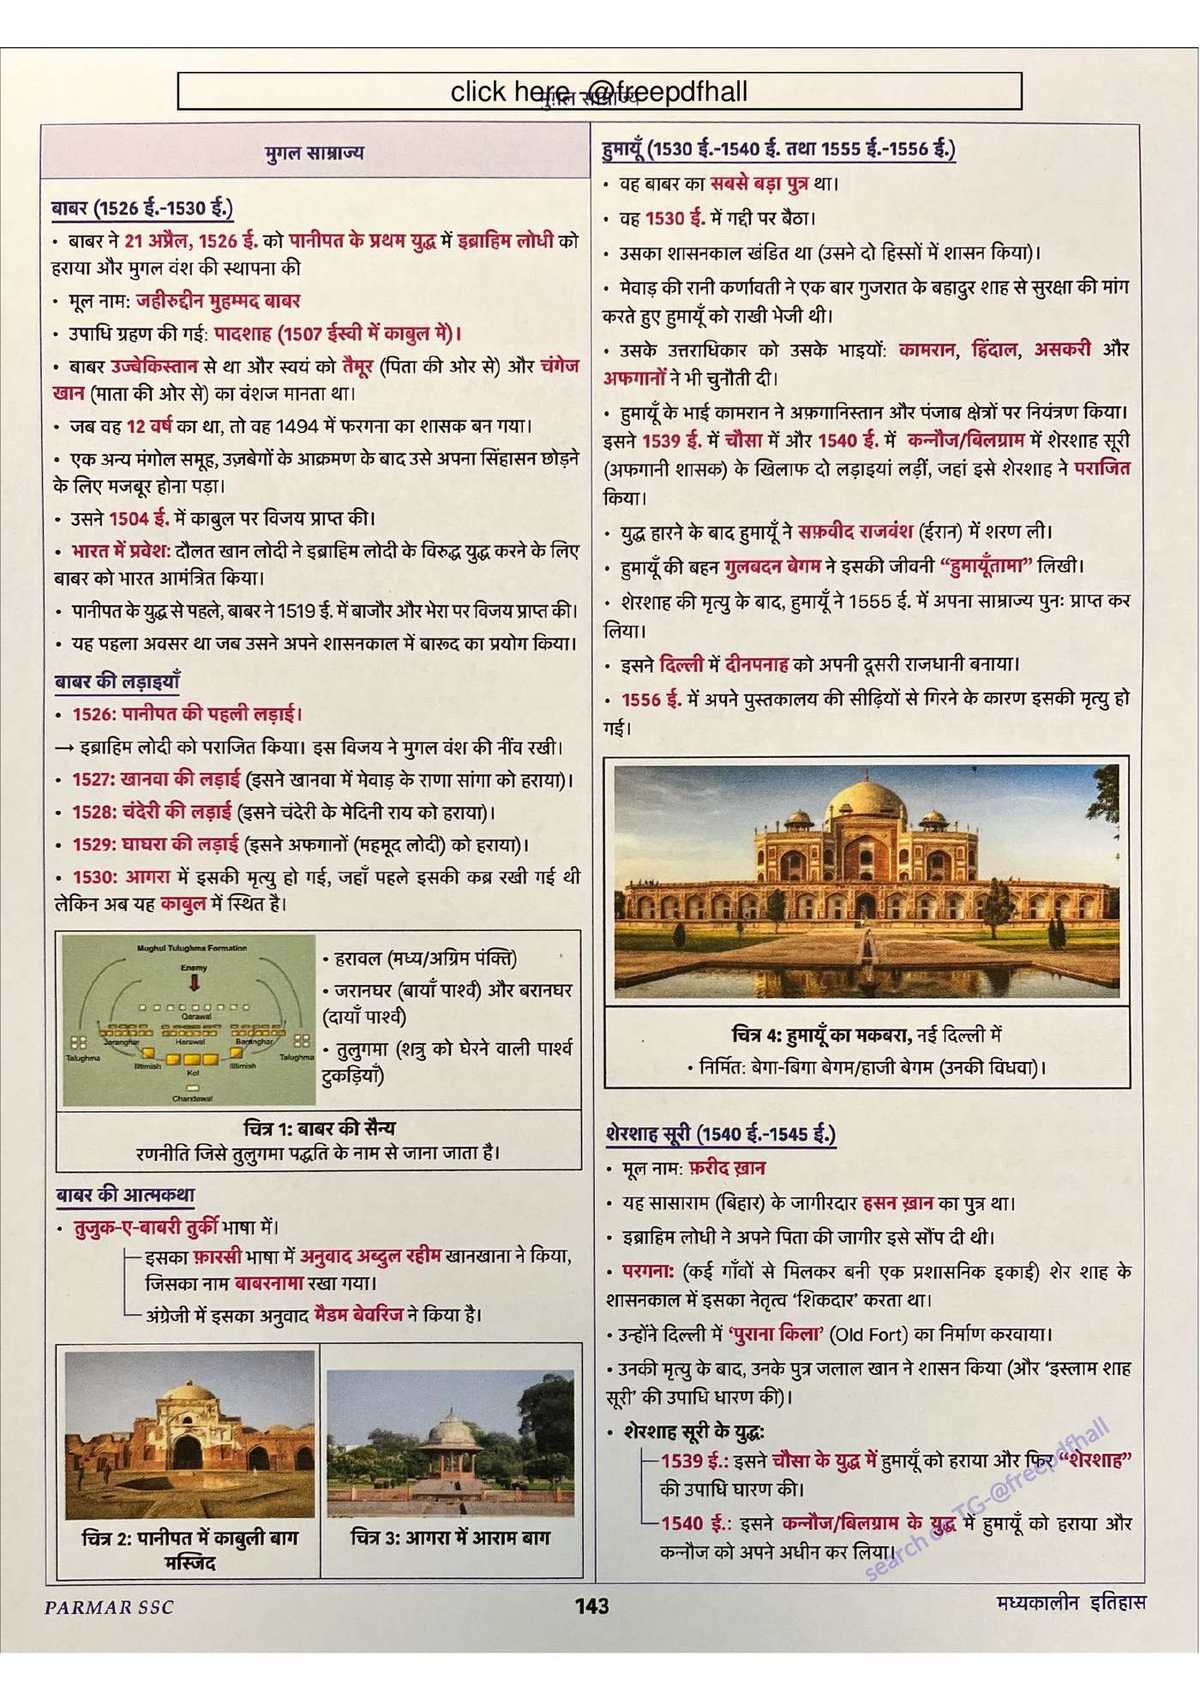 click here @freepdfhall
मुग़ल साम्राज्य
मुगल साम्राज्य
बाबर (1526 ई.-1530 ई.)
• बाबर ने 21 अप्रैल, 1526 ई. को पानीपत के प्रथम युद्ध में इब्राहिम लोधी को
हराया और मुगल वंश की स्थापना की
• मूल नाम: जहीरुद्दीन मुहम्मद बाबर
• उपाधि ग्रहण की गई: पादशाह (1507 ईस्वी में काबुल में)।
• बाबर उज्बेकिस्तान से था और स्वयं को तैमूर (पिता की ओर से) और चंगेज
खान (माता की ओर से) का वंशज मानता था।
• जब वह 12 वर्ष का था, तो वह 1494 में फरगना का शासक बन गया।
• एक अन्य मंगोल समूह, उज़बेगों के आक्रमण के बाद उसे अपना सिंहासन छोड़ने
के लिए मजबूर होना पड़ा।
• उसने 1504 ई. में काबुल पर विजय प्राप्त की।
• भारत में प्रवेश: दौलत खान लोदी ने इब्राहिम लोदी के विरुद्ध युद्ध करने के लिए
बाबर को भारत आमंत्रित किया।
• पानीपत के युद्ध से पहले, बाबर ने 1519 ई. में बाजौर और भेरा पर विजय प्राप्त की।
• यह पहला अवसर था जब उसने अपने शासनकाल में बारूद का प्रयोग किया।
बाबर की लड़ाइयाँ
• 1526: पानीपत की पहली लड़ाई।
→ इब्राहिम लोदी को पराजित किया। इस विजय ने मुगल वंश की नींव रखी।
• 1527: खानवा की लड़ाई (इसने खानवा में मेवाड़ के राणा सांगा को हराया)।
• 1528: चंदेरी की लड़ाई (इसने चंदेरी के मेदिनी राय को हराया)।
• 1529: घाघरा की लड़ाई (इसने अफगानों (महमूद लोदी) को हराया)।
• 1530: आगरा में इसकी मृत्यु हो गई, जहाँ पहले इसकी कब्र रखी गई थी
लेकिन अब यह काबुल में स्थित है।
Mughul Tulughma Formation
Enemy
Qarawal
Jaranghar Harawal Baranghar
Talughma Iltimish Kol Iltimish Talughma
Chandawal
• हरावल (मध्य/अग्रिम पंक्ति)
• जरानघर (बायाँ पार्श्व) और बरानघर
(दायाँ पार्श्व)
• तुलुगमा (शत्रु को घेरने वाली पार्श्व
टुकड़ियाँ)
चित्र 1: बाबर की सैन्य
रणनीति जिसे तुलुगमा पद्धति के नाम से जाना जाता है।
बाबर की आत्मकथा
• तुजुक-ए-बाबरी तुर्की भाषा में।
इसका फ़ारसी भाषा में अनुवाद अब्दुल रहीम खानखाना ने किया,
जिसका नाम बाबरनामा रखा गया।
अंग्रेजी में इसका अनुवाद मैडम बेवरिज ने किया है।
चित्र 2: पानीपत में काबुली बाग
मस्जिद
चित्र 3: आगरा में आराम बाग
हुमायूँ (1530 ई.-1540 ई. तथा 1555 ई.-1556 ई.)
• वह बाबर का सबसे बड़ा पुत्र था।
• वह 1530 ई. में गद्दी पर बैठा।
• उसका शासनकाल खंडित था (उसने दो हिस्सों में शासन किया)।
• मेवाड़ की रानी कर्णावती ने एक बार गुजरात के बहादुर शाह से सुरक्षा की मांग
करते हुए हुमायूँ को राखी भेजी थी।
• उसके उत्तराधिकार को उसके भाइयों: कामरान, हिंदाल, असकरी और
अफगानों ने भी चुनौती दी।
• हुमायूँ के भाई कामरान ने अफ़गानिस्तान और पंजाब क्षेत्रों पर नियंत्रण किया।
इसने 1539 ई. में चौसा में और 1540 ई. में कन्नौज/बिलग्राम में शेरशाह सूरी
(अफगानी शासक) के खिलाफ दो लड़ाइयां लड़ीं, जहां इसे शेरशाह ने पराजित
किया।
• युद्ध हारने के बाद हुमायूँ ने सफ़वीद राजवंश (ईरान) में शरण ली।
• हुमायूँ की बहन गुलबदन बेगम ने इसकी जीवनी “हुमायूँतामा” लिखी।
• शेरशाह की मृत्यु के बाद, हुमायूँ ने 1555 ई. में अपना साम्राज्य पुनः प्राप्त कर
लिया।
• इसने दिल्ली में दीनपनाह को अपनी दूसरी राजधानी बनाया।
• 1556 ई. में अपने पुस्तकालय की सीढ़ियों से गिरने के कारण इसकी मृत्यु हो
गई।
चित्र 4: हुमायूँ का मकबरा, नई दिल्ली में
• निर्मित: बेगा-बिगा बेगम/हाजी बेगम (उनकी विधवा)।
शेरशाह सूरी (1540 ई.-1545 ई.)
• मूल नाम: फ़रीद ख़ान
• यह सासाराम (बिहार) के जागीरदार हसन ख़ान का पुत्र था।
• इब्राहिम लोधी ने अपने पिता की जागीर इसे सौंप दी थी।
• परगना: (कई गाँवों से मिलकर बनी एक प्रशासनिक इकाई) शेर शाह के
शासनकाल में इसका नेतृत्व ‘शिकदार’ करता था।
• उन्होंने दिल्ली में ‘पुराना किला’ (Old Fort) का निर्माण करवाया।
• उनकी मृत्यु के बाद, उनके पुत्र जलाल खान ने शासन किया (और ‘इस्लाम शाह
सूरी’ की उपाधि धारण की)।
• शेरशाह सूरी के युद्ध:
1539 ई.: इसने चौसा के युद्ध में हुमायूँ को हराया और फिर “शेरशाह”
की उपाधि घारण की।
1540 ई.: इसने कन्नौज/बिलग्राम के युद्ध में हुमायूँ को हराया और
कन्नौज को अपने अधीन कर लिया।
search on TG-@freepdfhall
PARMAR SSC
143
मध्यकालीन इतिहास